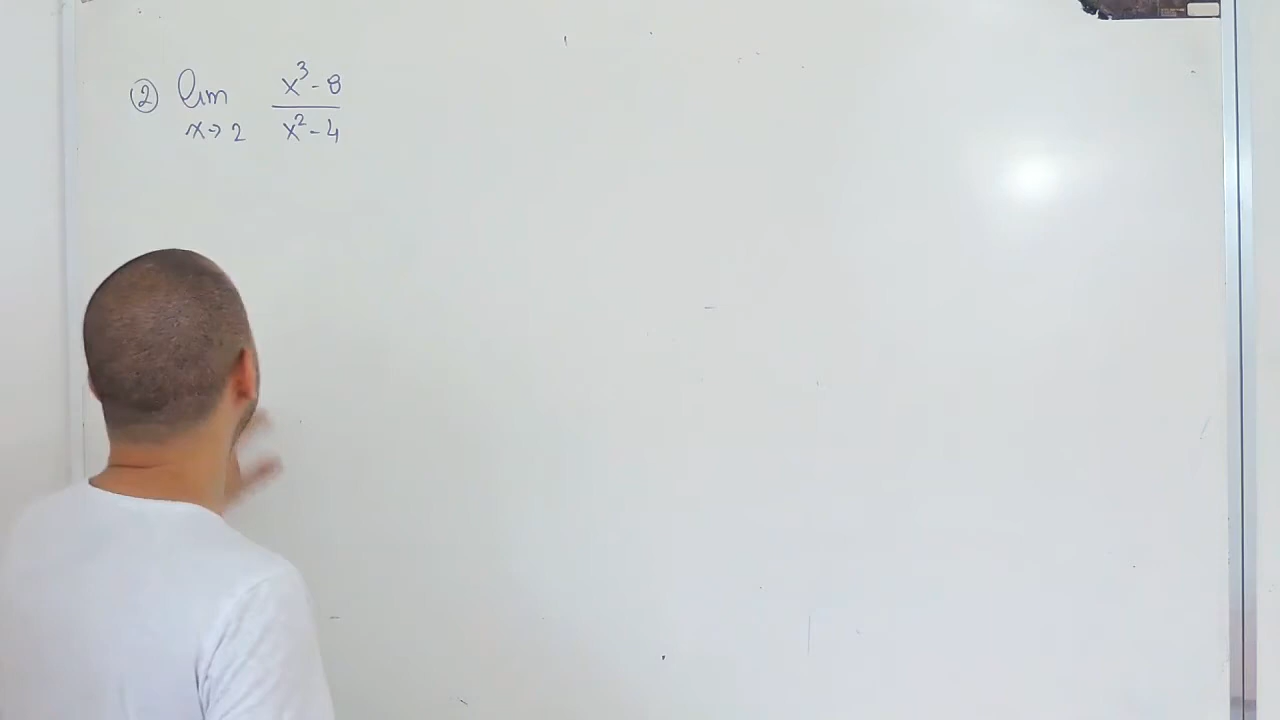 ② lim x³ - 8
x→2 x² - 4